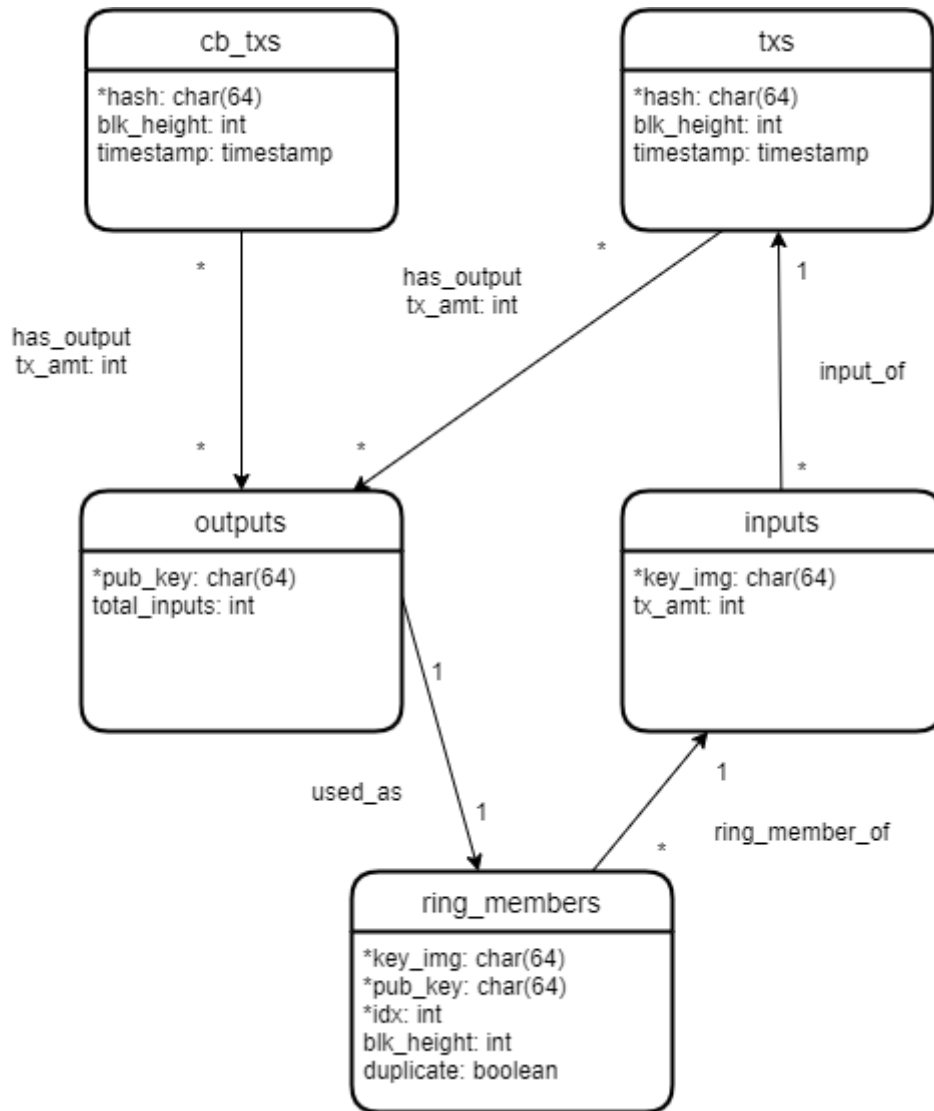 cb_txs
*hash: char(64)
blk_height: int
timestamp: timestamp
txs
*hash: char(64)
blk_height: int
timestamp: timestamp
*
has_output
tx_amt: int
*
*
has_output
tx_amt: int
*
1
input_of
*
outputs
*pub_key: char(64)
total_inputs: int
inputs
*key_img: char(64)
tx_amt: int
1
used_as
1
1
ring_member_of
*
ring_members
*key_img: char(64)
*pub_key: char(64)
*idx: int
blk_height: int
duplicate: boolean